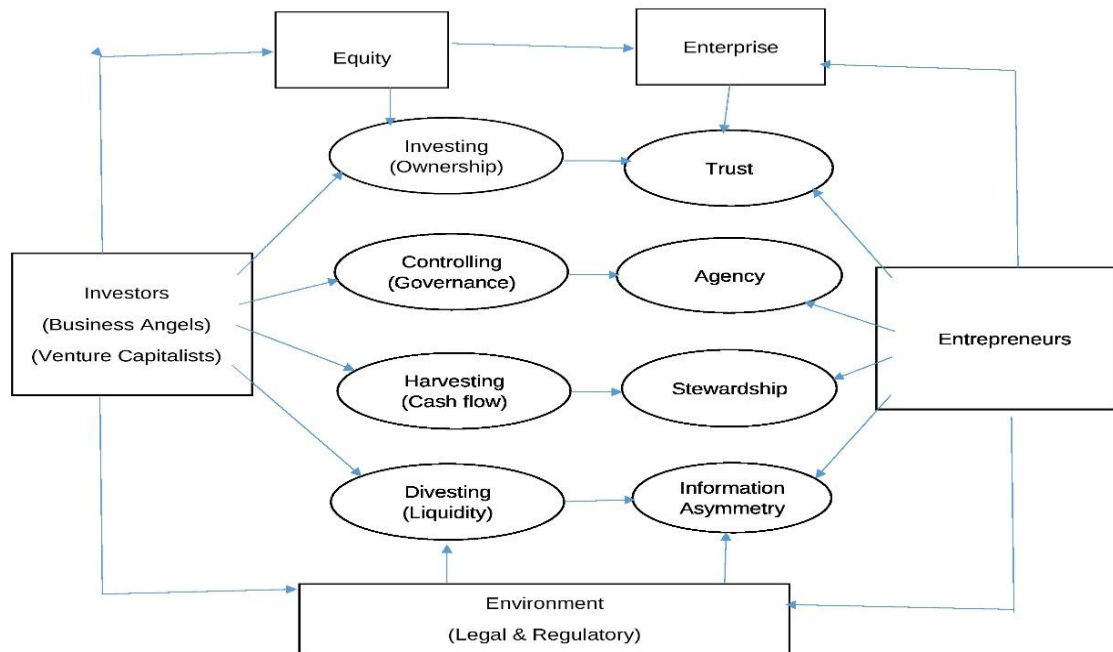 Equity
Enterprise
Investing
(Ownership)
Trust
Controlling
(Governance)
Agency
Investors
(Business Angels)
(Venture Capitalists)
Entrepreneurs
Harvesting
(Cash flow)
Stewardship
Divesting
(Liquidity)
Information
Asymmetry
Environment
(Legal & Regulatory)